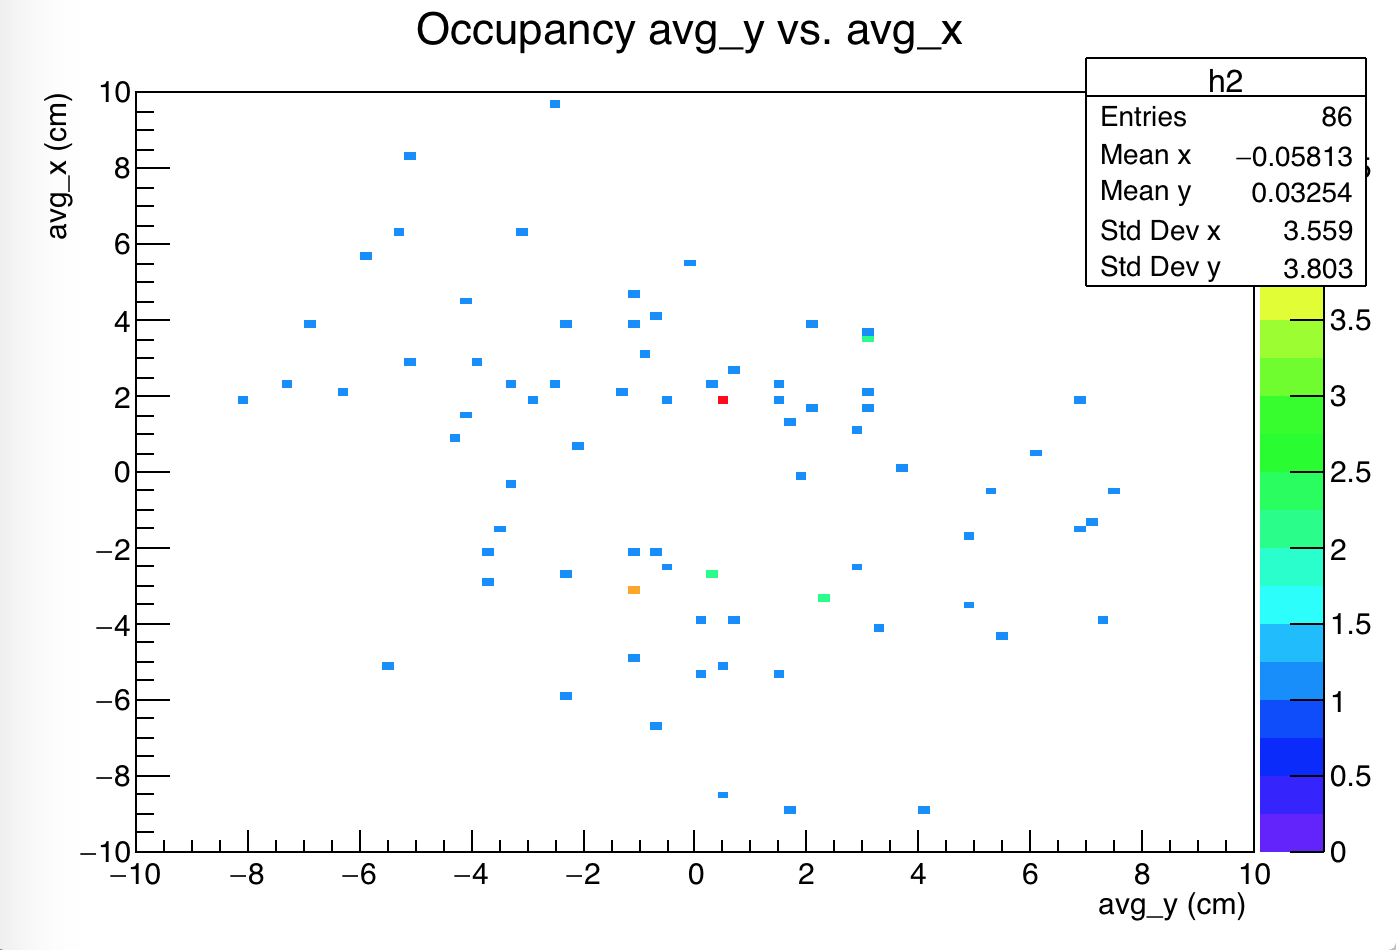 Occupancy avg_y vs. avg_x
h2
Entries 86
Mean x −0.05813
Mean y 0.03254
Std Dev x 3.559
Std Dev y 3.803
avg_x (cm)
10
8
6
4
2
0
−2
−4
−6
−8
−10
−10 −8 −6 −4 −2 0 2 4 6 8 10
avg_y (cm)
3.5
3
2.5
2
1.5
1
0.5
0